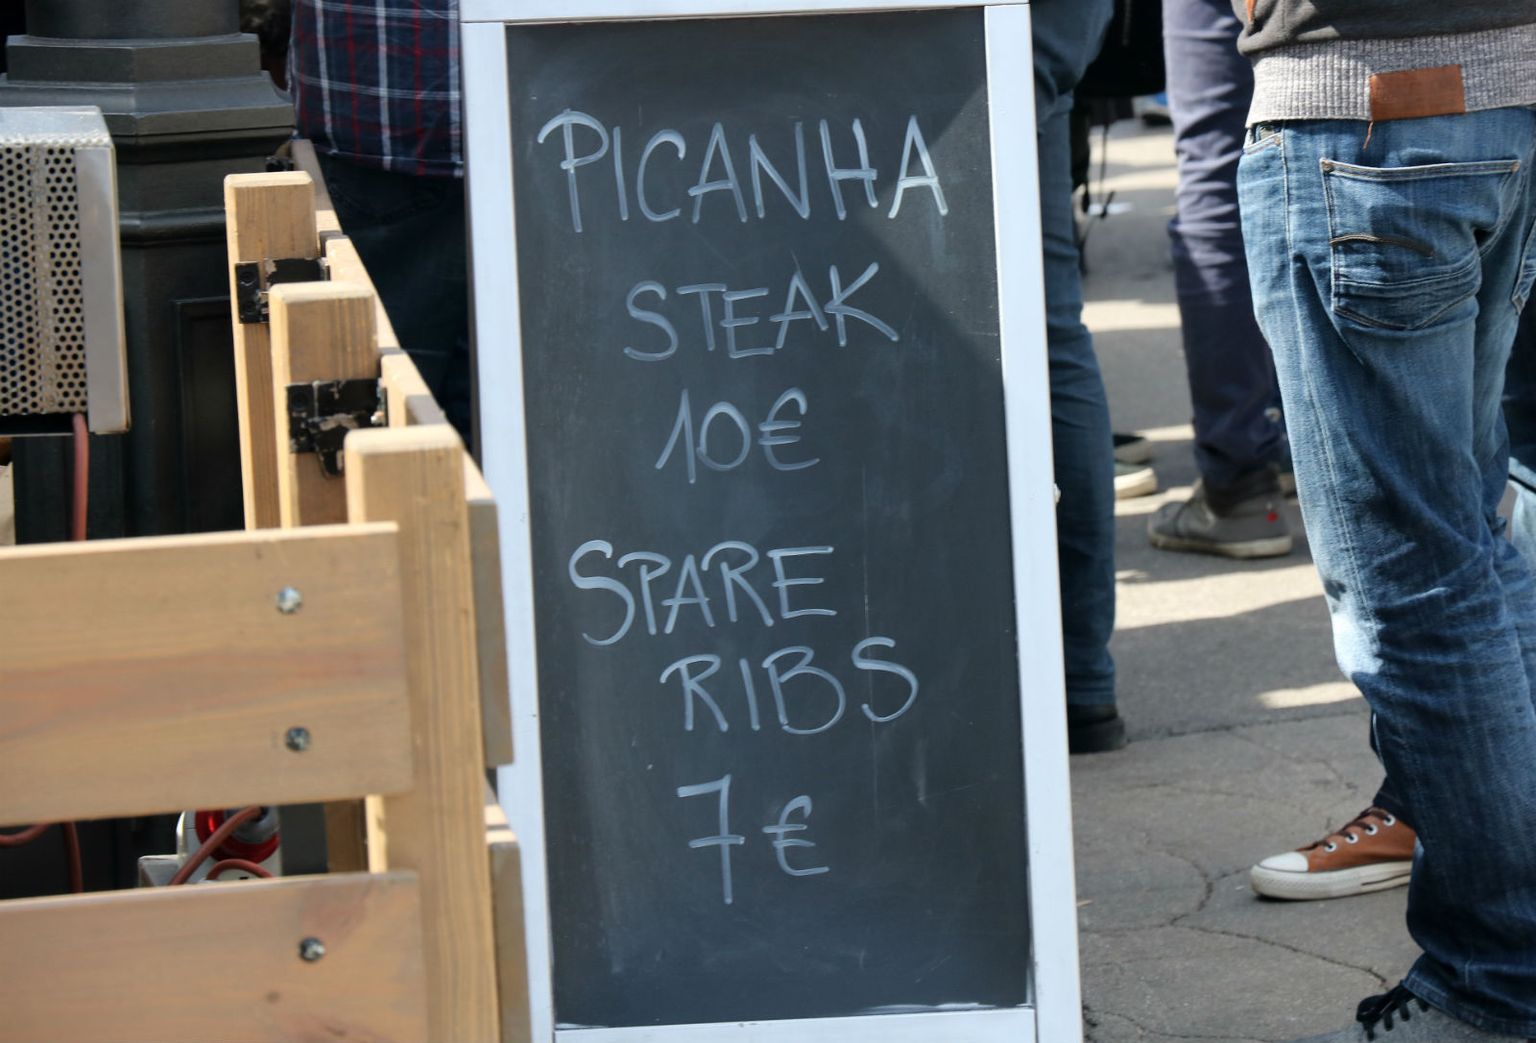 PICANHA
STEAK
10€
SPARE
RIBS
7€